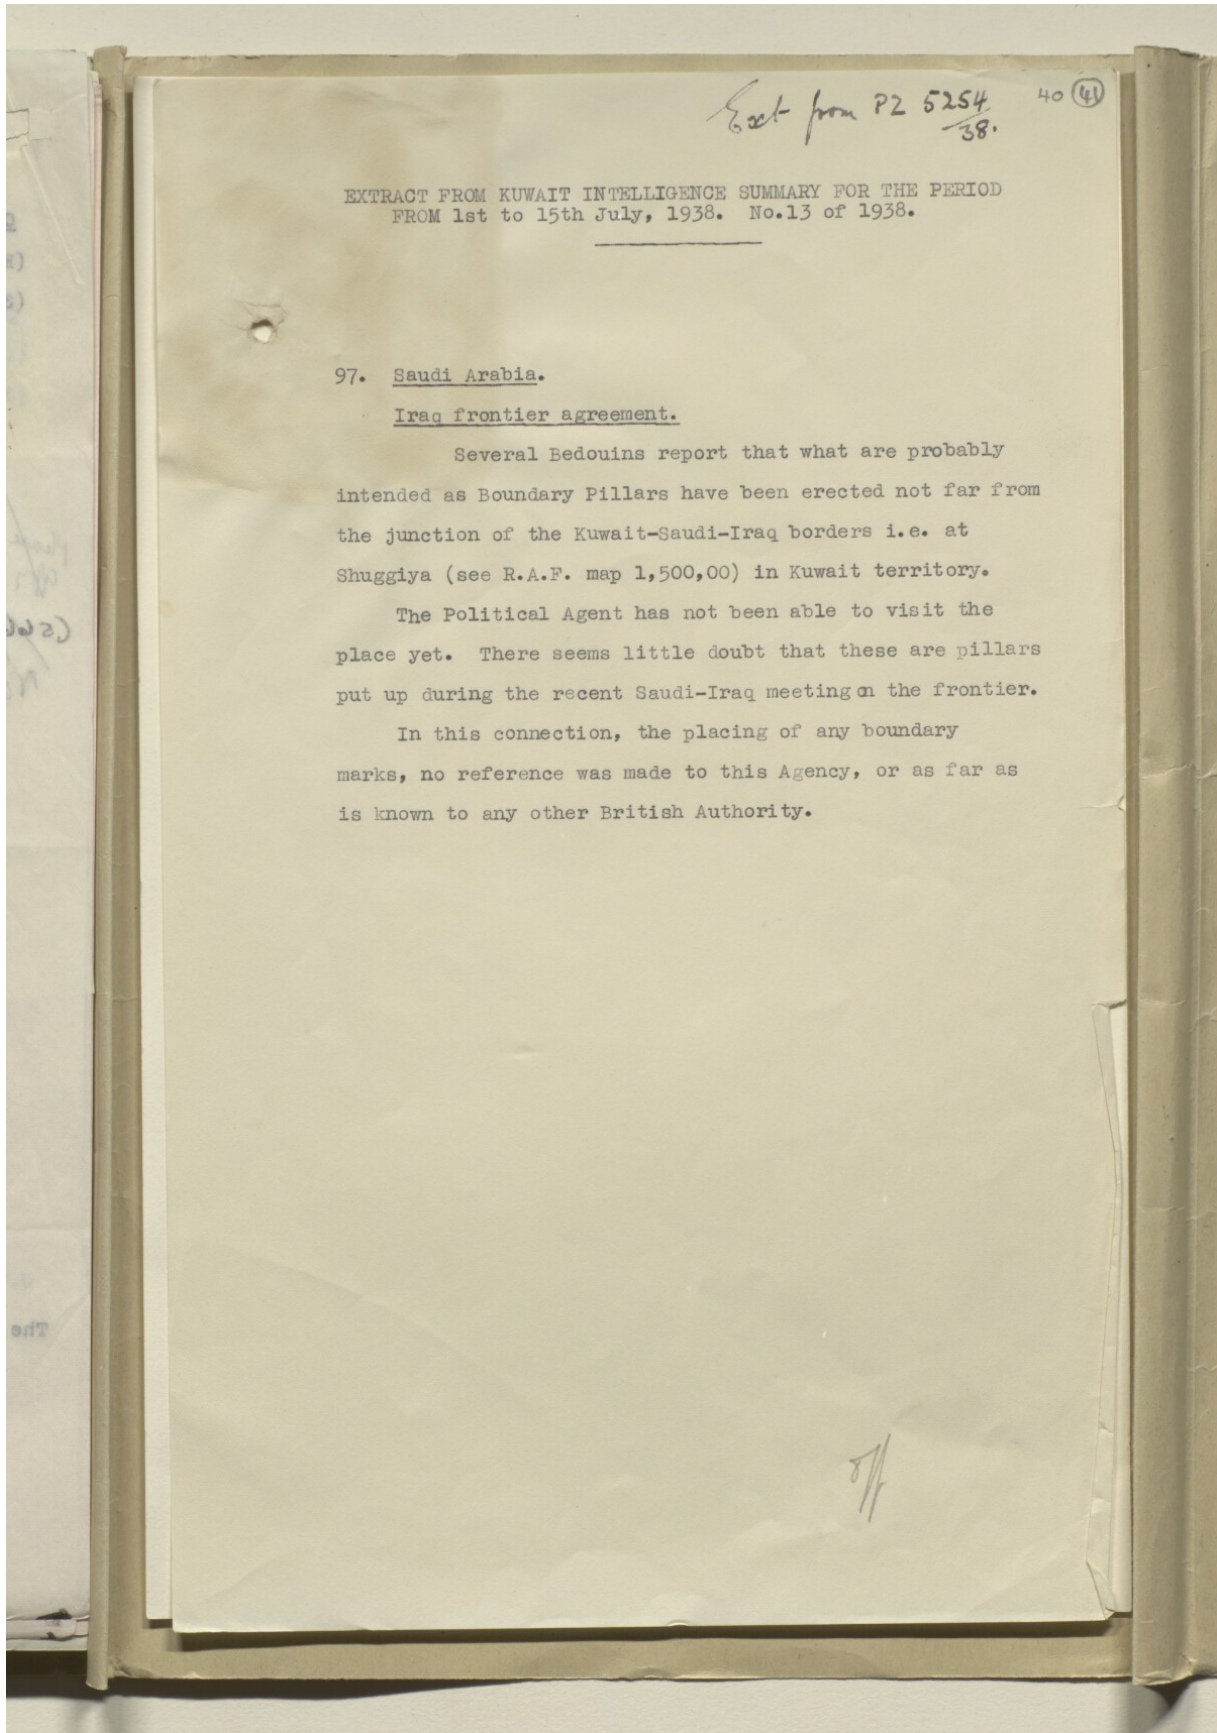 Ext from PZ 5254/38.
40 41
EXTRACT FROM KUWAIT INTELLIGENCE SUMMARY FOR THE PERIOD
FROM 1st to 15th July, 1938. No.13 of 1938.
97. Saudi Arabia.
Iraq frontier agreement.
Several Bedouins report that what are probably
intended as Boundary Pillars have been erected not far from
the junction of the Kuwait-Saudi-Iraq borders i.e. at
Shuggiya (see R.A.F. map 1,500,00) in Kuwait territory.
The Political Agent has not been able to visit the
place yet. There seems little doubt that these are pillars
put up during the recent Saudi-Iraq meeting on the frontier.
In this connection, the placing of any boundary
marks, no reference was made to this Agency, or as far as
is known to any other British Authority.
The